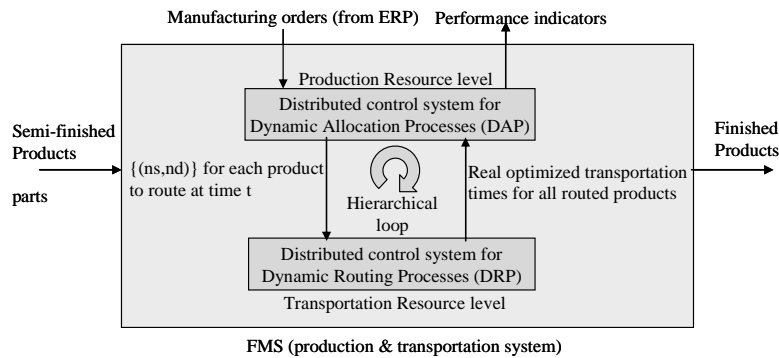 Manufacturing orders (from ERP)
Performance indicators
Production Resource level
Distributed control system for
Dynamic Allocation Processes (DAP)
Semi-finished
Products
parts
{(ns,nd)} for each product
to route at time t
Hierarchical
loop
Real optimized transportation
times for all routed products
Finished
Products
Distributed control system for
Dynamic Routing Processes (DRP)
Transportation Resource level
FMS (production & transportation system)